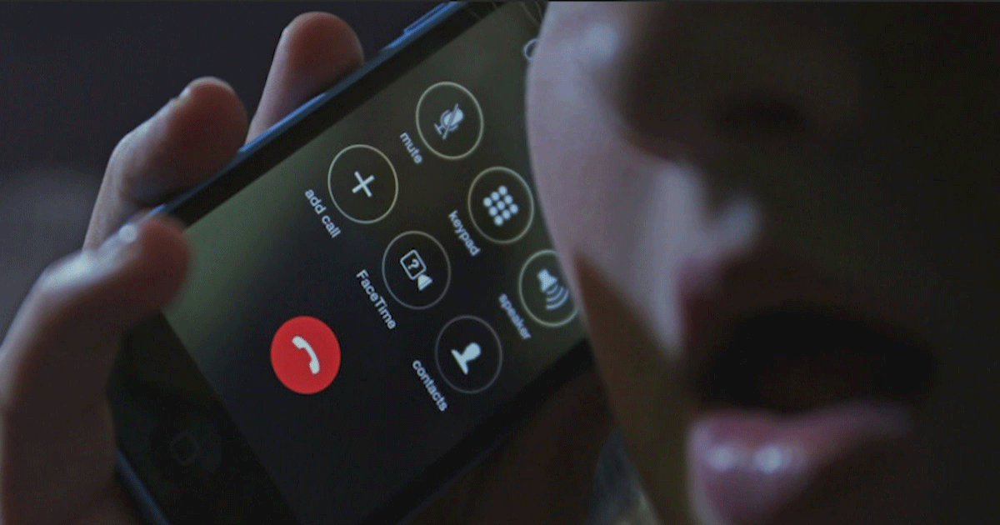 mute
keypad
speaker
add call
FaceTime
contacts
?